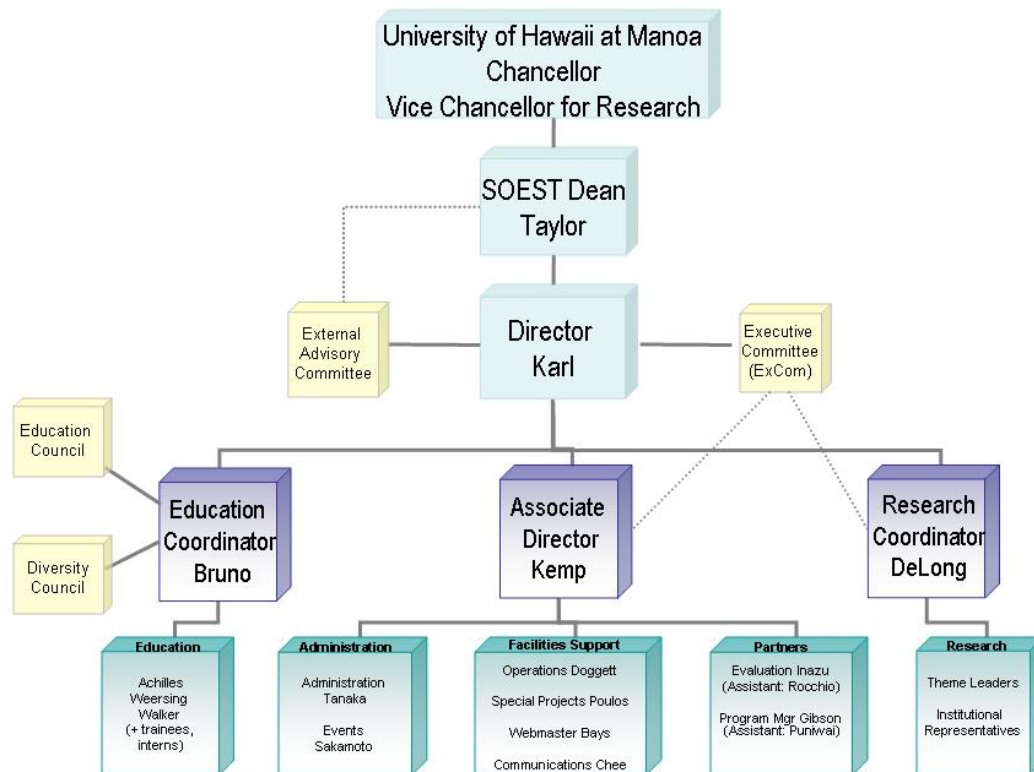 University of Hawaii at Manoa
Chancellor
Vice Chancellor for Research
SOEST Dean
Taylor
External
Advisory
Committee
Director
Karl
Executive
Committee
(ExCom)
Education
Council
Diversity
Council
Education
Coordinator
Bruno
Associate
Director
Kemp
Research
Coordinator
DeLong
Education
Achilles
Weersing
Walker
(+ trainees,
interns)
Administration
Administration
Tanaka
Events
Sakamoto
Facilities Support
Operations Doggett
Special Projects Poulos
Webmaster Bays
Communications Chee
Partners
Evaluation Inazu
(Assistant: Rocchio)
Program Mgr Gibson
(Assistant: Puniwai)
Research
Theme Leaders
Institutional
Representatives